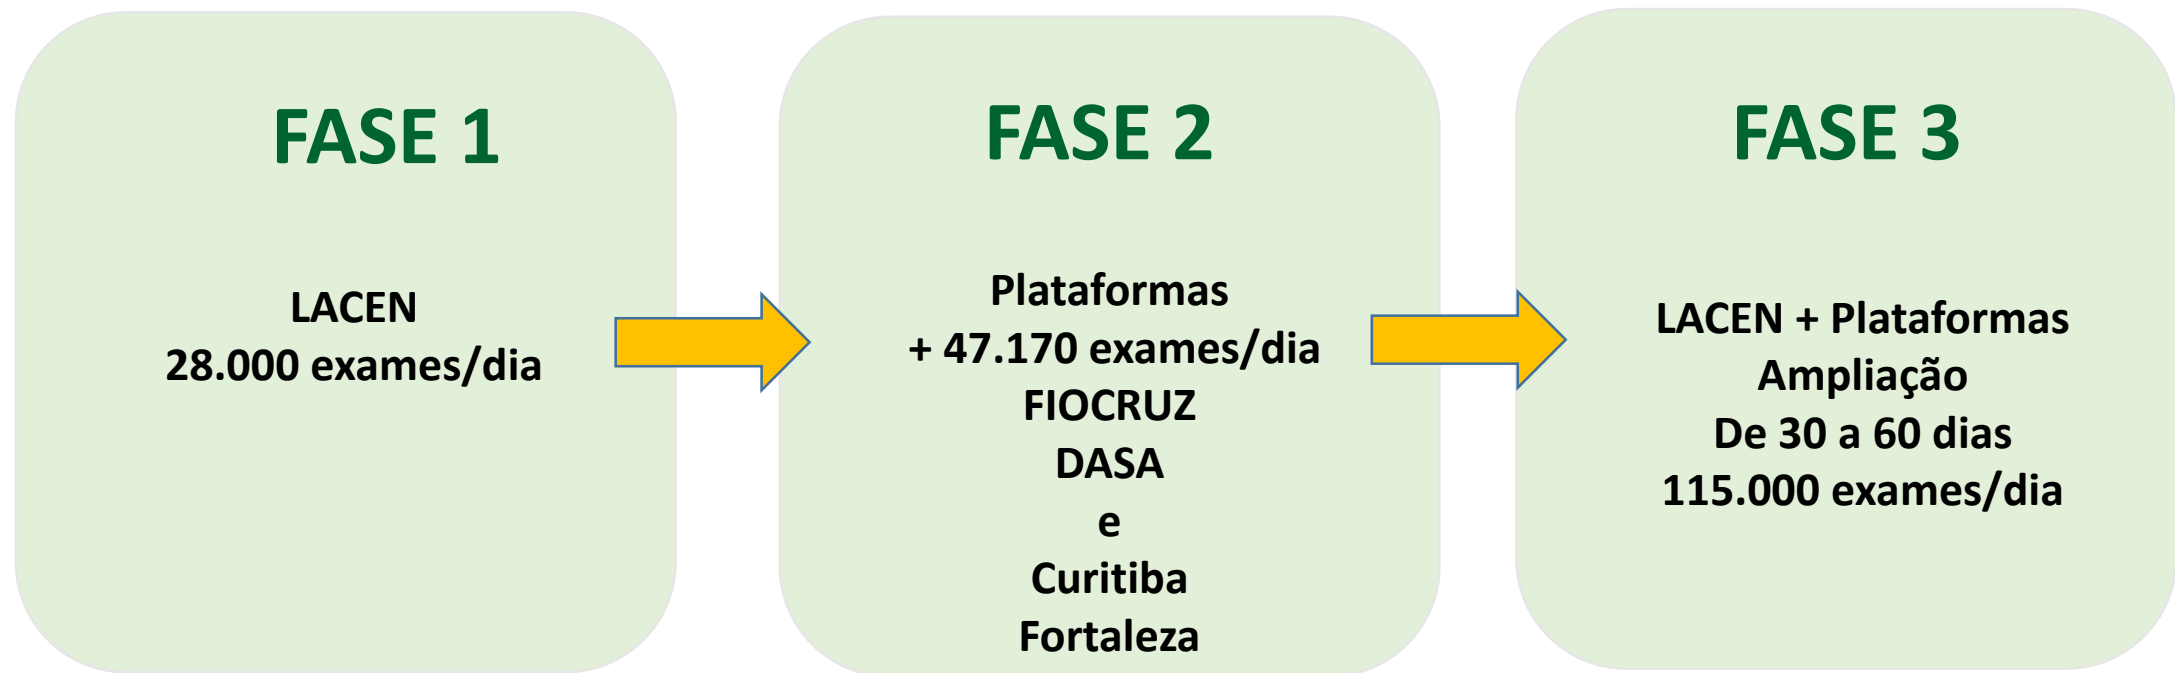 FASE 1
LACEN
28.000 exames/dia
FASE 2
Plataformas
+ 47.170 exames/dia
FIOCRUZ
DASA
e
Curitiba
Fortaleza
FASE 3
LACEN + Plataformas
Ampliação
De 30 a 60 dias
115.000 exames/dia